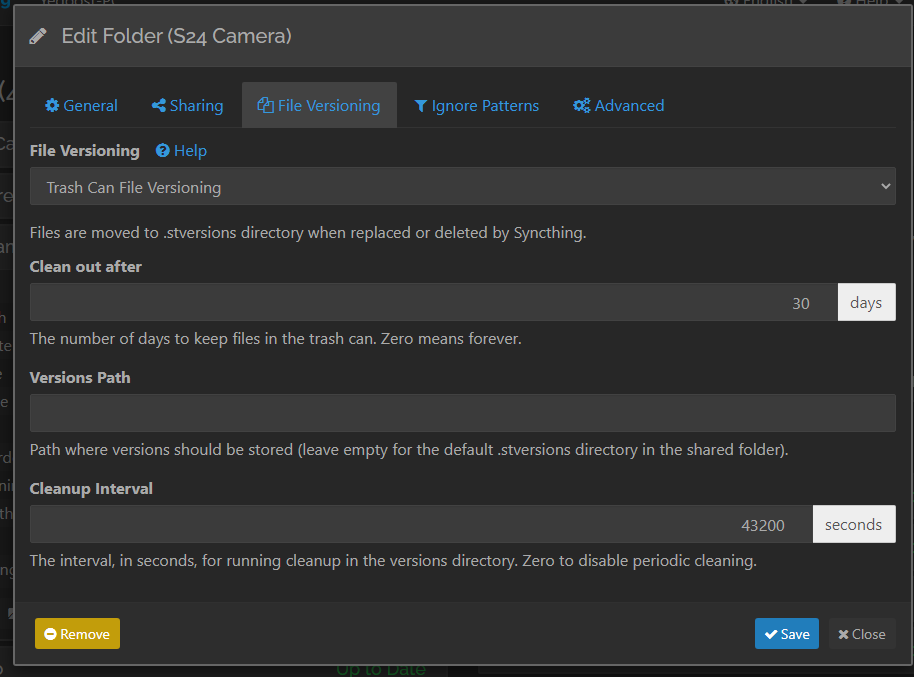 Edit Folder (S24 Camera)
General
Sharing
File Versioning
Ignore Patterns
Advanced
File Versioning Help
Trash Can File Versioning
Files are moved to .stversions directory when replaced or deleted by Syncthing.
Clean out after
30 days
The number of days to keep files in the trash can. Zero means forever.
Versions Path
Path where versions should be stored (leave empty for the default .stversions directory in the shared folder).
Cleanup Interval
43200 seconds
The interval, in seconds, for running cleanup in the versions directory. Zero to disable periodic cleaning.
Remove
Save
Close
Up to Date